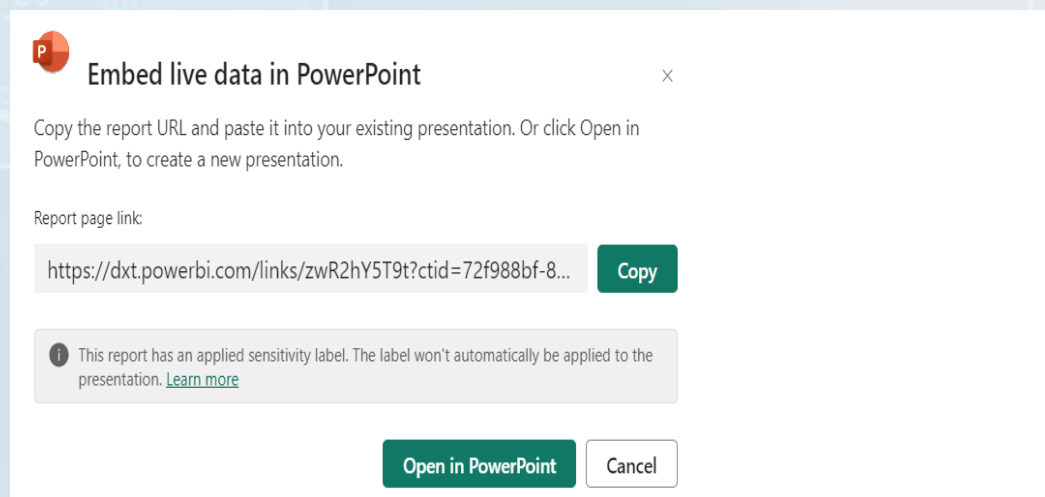 Embed live data in PowerPoint
Copy the report URL and paste it into your existing presentation. Or click Open in
PowerPoint, to create a new presentation.
Report page link:
https://dxt.powerbi.com/links/zwR2hY5T9t?ctid=72f988bf-8...
Copy
This report has an applied sensitivity label. The label won't automatically be applied to the
presentation. Learn more
Open in PowerPoint
Cancel